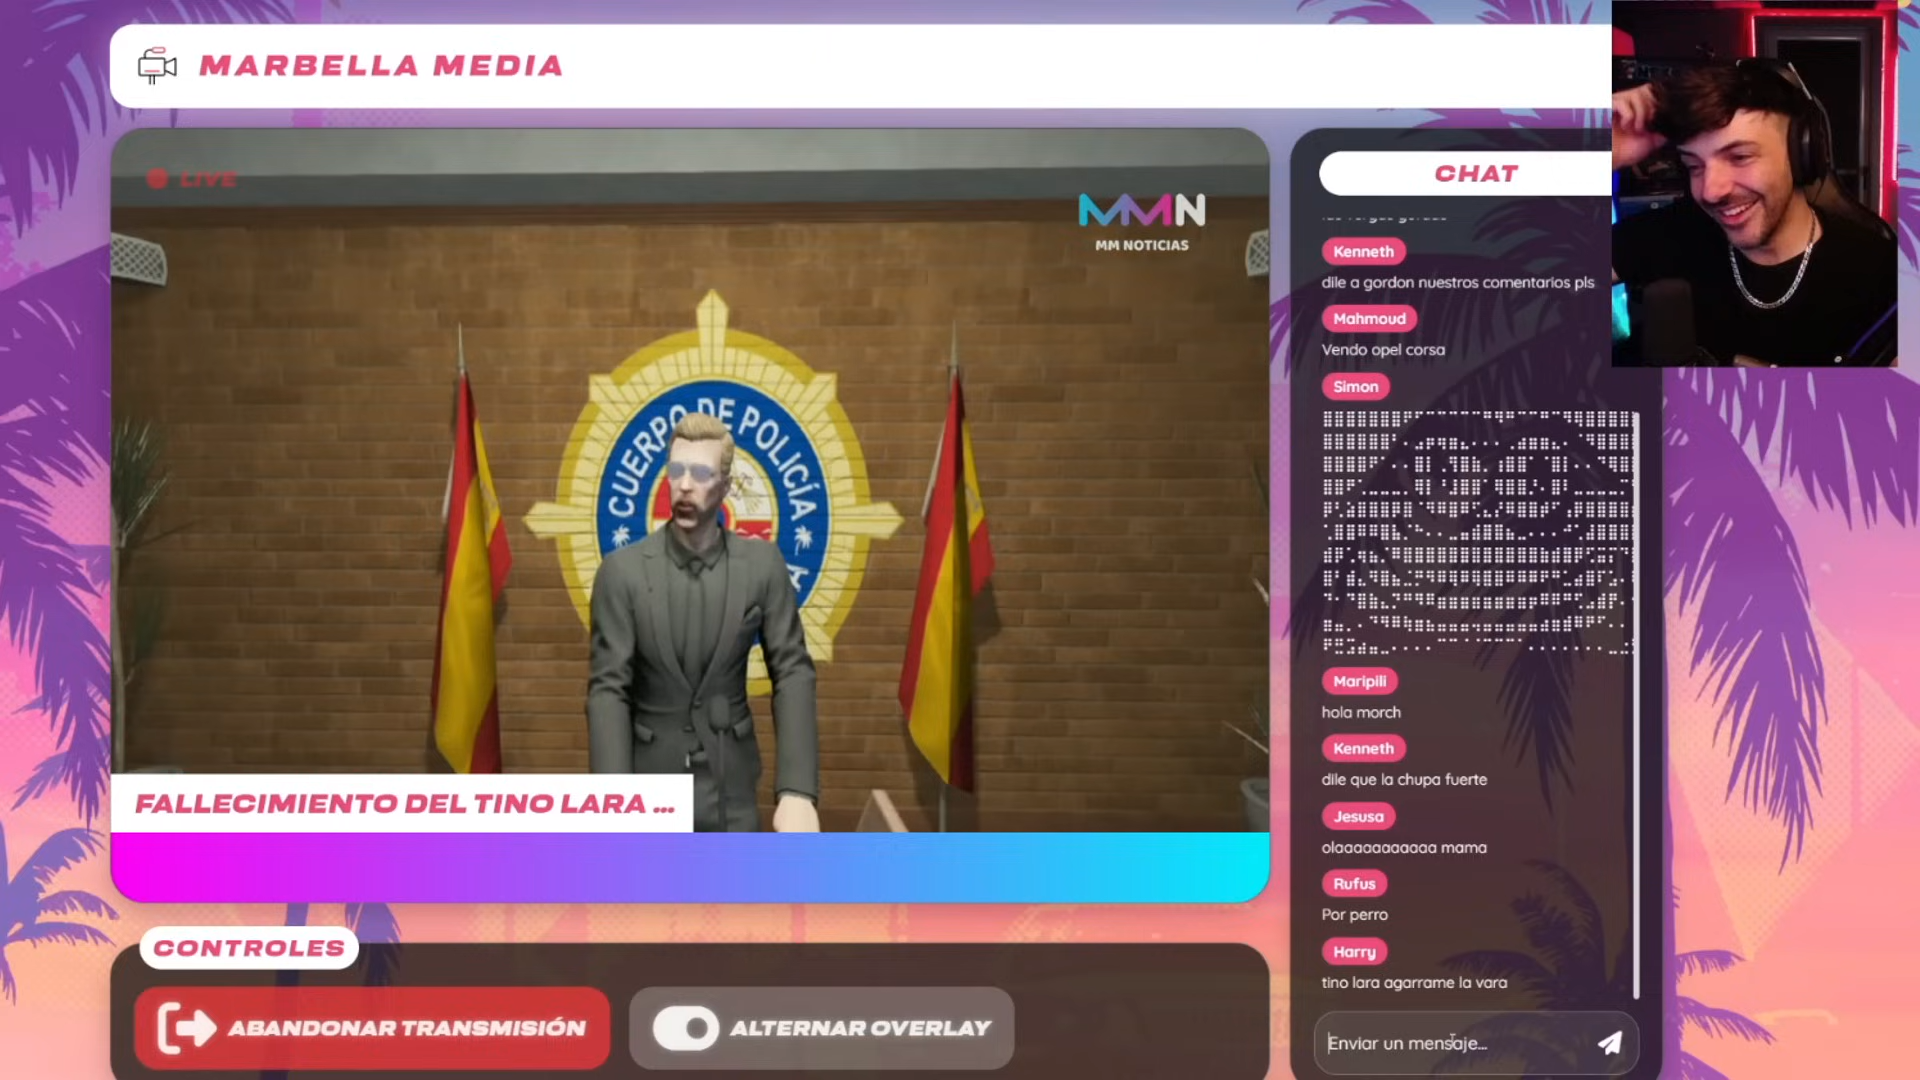 MARBELLA MEDIA
LIVE
MMN
MM NOTICIAS
CUERPO DE POLICÍA
FALLECIMIENTO DEL TINO LARA ...
CONTROLES
ABANDONAR TRANSMISIÓN
ALTERNAR OVERLAY
CHAT
Kenneth
dile a gordon nuestros comentarios pls
Mahmoud
Vendo opel corsa
Simon
Maripili
hola morch
Kenneth
dile que la chupa fuerte
Jesusa
olaaaaaaaaaaa mama
Rufus
Por perro
Harry
tino lara agarrame la vara
Enviar un mensaje...